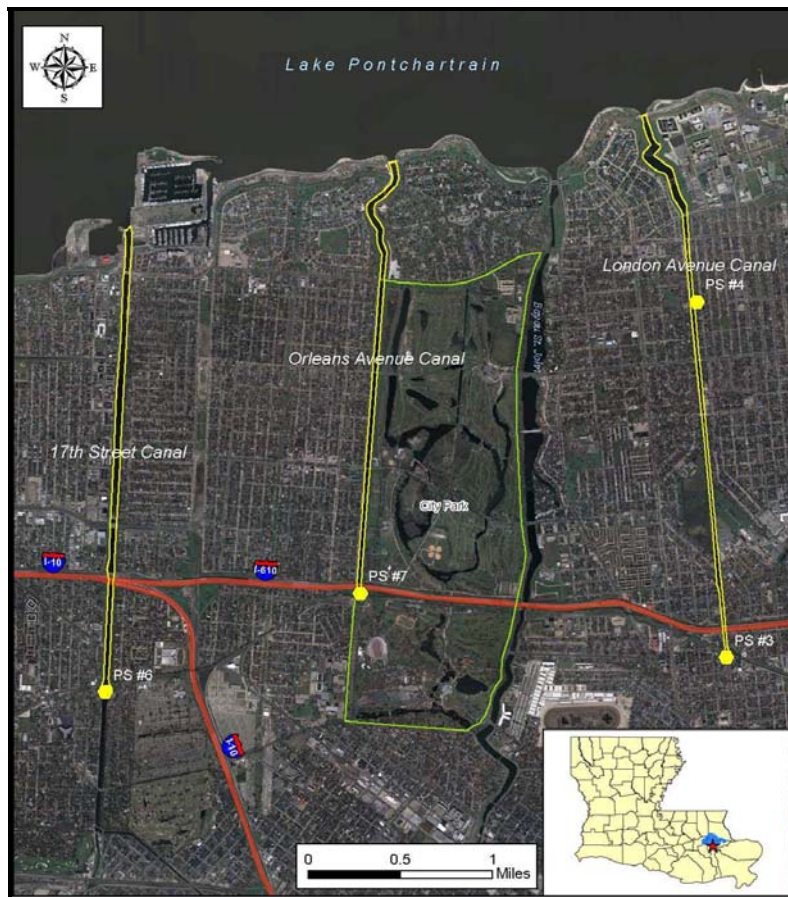 N
W E
S
Lake Pontchartrain
London Avenue Canal
PS #4
Bayou St. John
Orleans Avenue Canal
17th Street Canal
City Park
I-10
I-610
PS #7
PS #3
PS #6
I-10
0 0.5 1
Miles